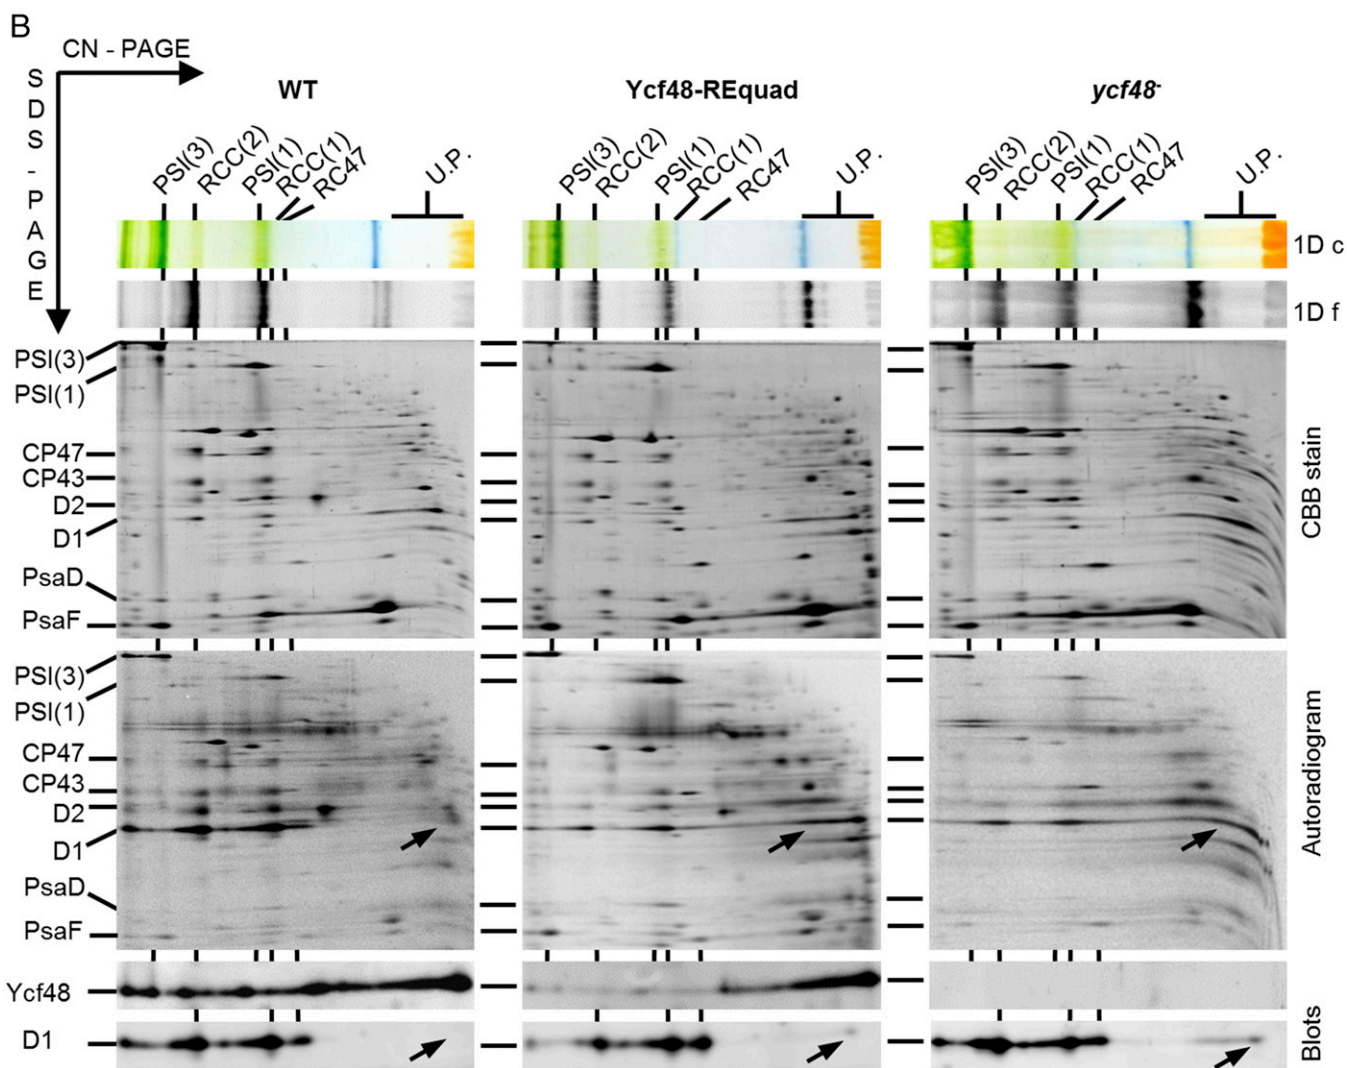 B
CN - PAGE
SDS-PAGE
WT
Ycf48-REquad
ycf48-
PSI(3) RCC(2) PSI(1) RCC(1) RC47 U.P.
PSI(3) RCC(2) PSI(1) RCC(1) RC47 U.P.
PSI(3) RCC(2) PSI(1) RCC(1) RC47 U.P.
1D c
1D f
PSI(3)
PSI(1)
CP47
CP43
D2
D1
PsaD
PsaF
CBB stain
PSI(3)
PSI(1)
CP47
CP43
D2
D1
PsaD
PsaF
Autoradiogram
Ycf48
D1
Blots